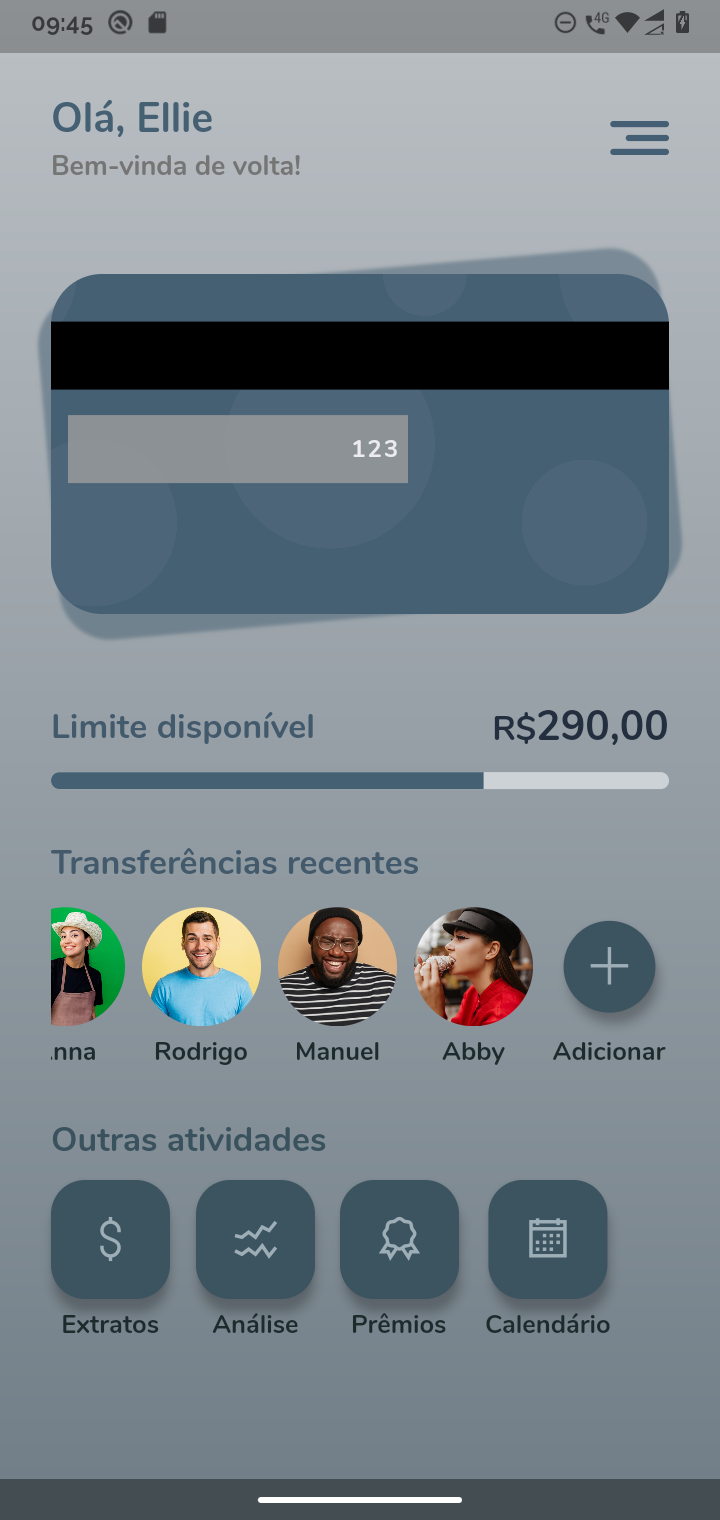 09:45
4G
Olá, Ellie
Bem-vinda de volta!
123
Limite disponível
R$290,00
Transferências recentes
nna
Rodrigo
Manuel
Abby
Adicionar
Outras atividades
Extratos
Análise
Prêmios
Calendário